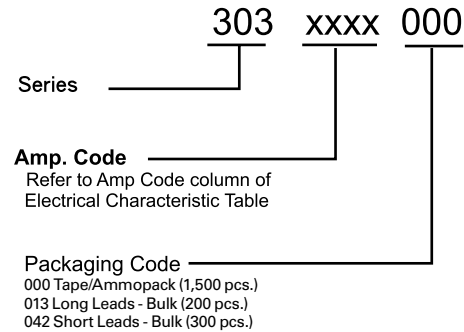 303 xxxx 000
Series
Amp. Code
Refer to Amp Code column of
Electrical Characteristic Table
Packaging Code
000 Tape/Ammopack (1,500 pcs.)
013 Long Leads - Bulk (200 pcs.)
042 Short Leads - Bulk (300 pcs.)